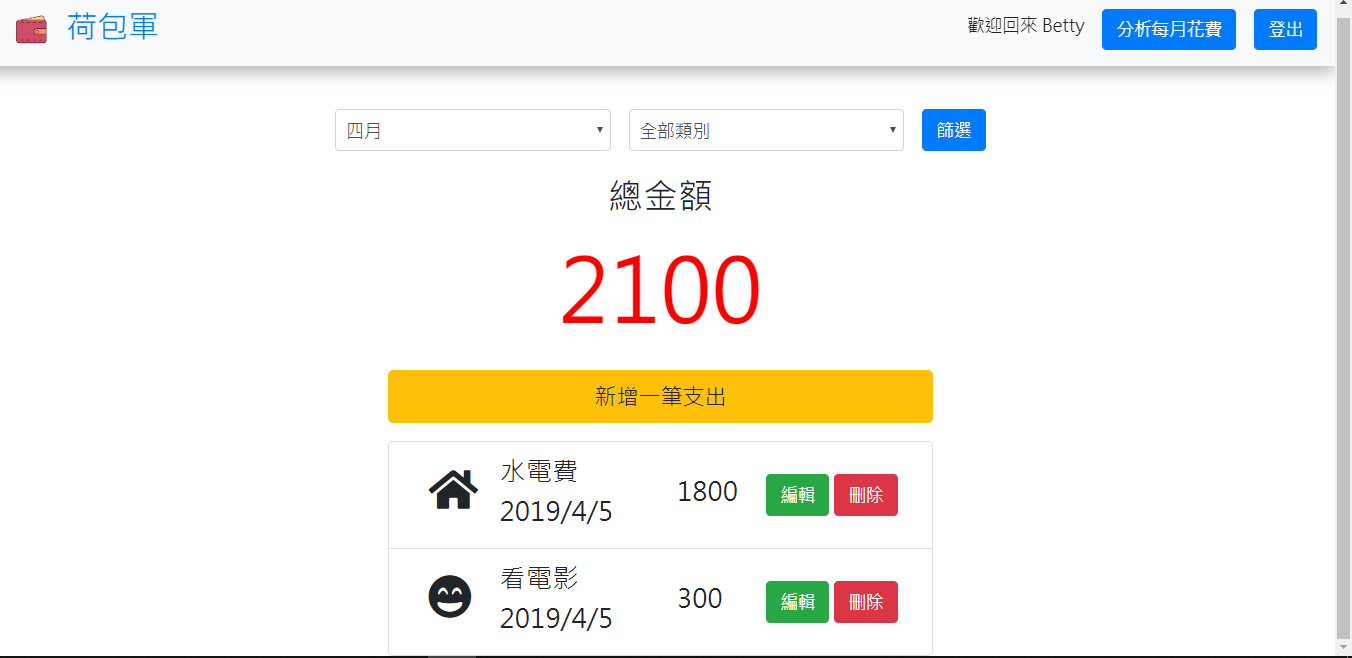 荷包軍
歡迎回來 Betty
分析每月花費
登出
四月
全部類別
篩選
總金額
2100
新增一筆支出
水電費
2019/4/5
1800
編輯
刪除
看電影
2019/4/5
300
編輯
刪除